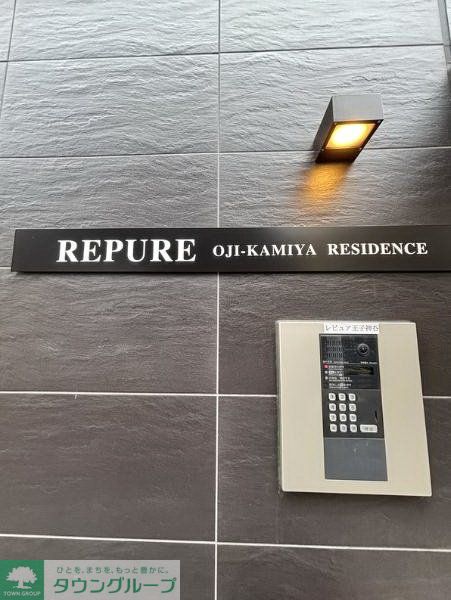 REPURE OJI-KAMIYA RESIDENCE
レピュア王子神谷
ひとを、まちを、もっと豊かに。
TOWN GROUP
タウングループ